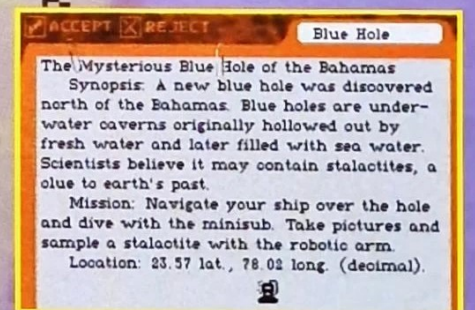 ACCEPT REJECT Blue Hole
The Mysterious Blue Hole of the Bahamas
Synopsis: A new blue hole was discovered
north of the Bahamas. Blue holes are under-
water caverns originally hollowed out by
fresh water and later filled with sea water.
Scientists believe it may contain stalactites, a
clue to earth's past.
Mission: Navigate your ship over the hole
and dive with the minisub. Take pictures and
sample a stalactite with the robotic arm.
Location: 23.57 lat., 78.02 long. (decimal).